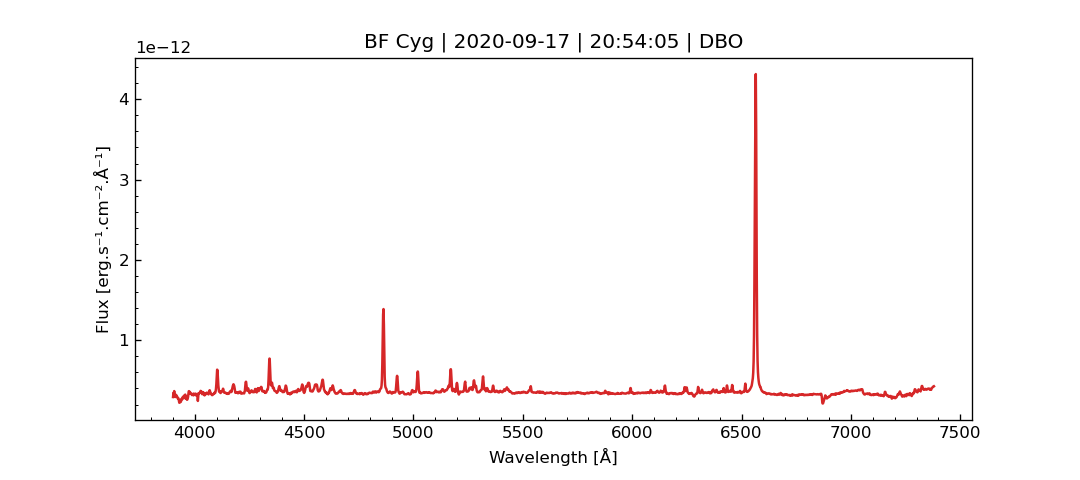 BF Cyg | 2020-09-17 | 20:54:05 | DBO
1e−12
4
3
2
1
Flux [erg.s⁻¹.cm⁻².Å⁻¹]
4000 4500 5000 5500 6000 6500 7000 7500
Wavelength [Å]